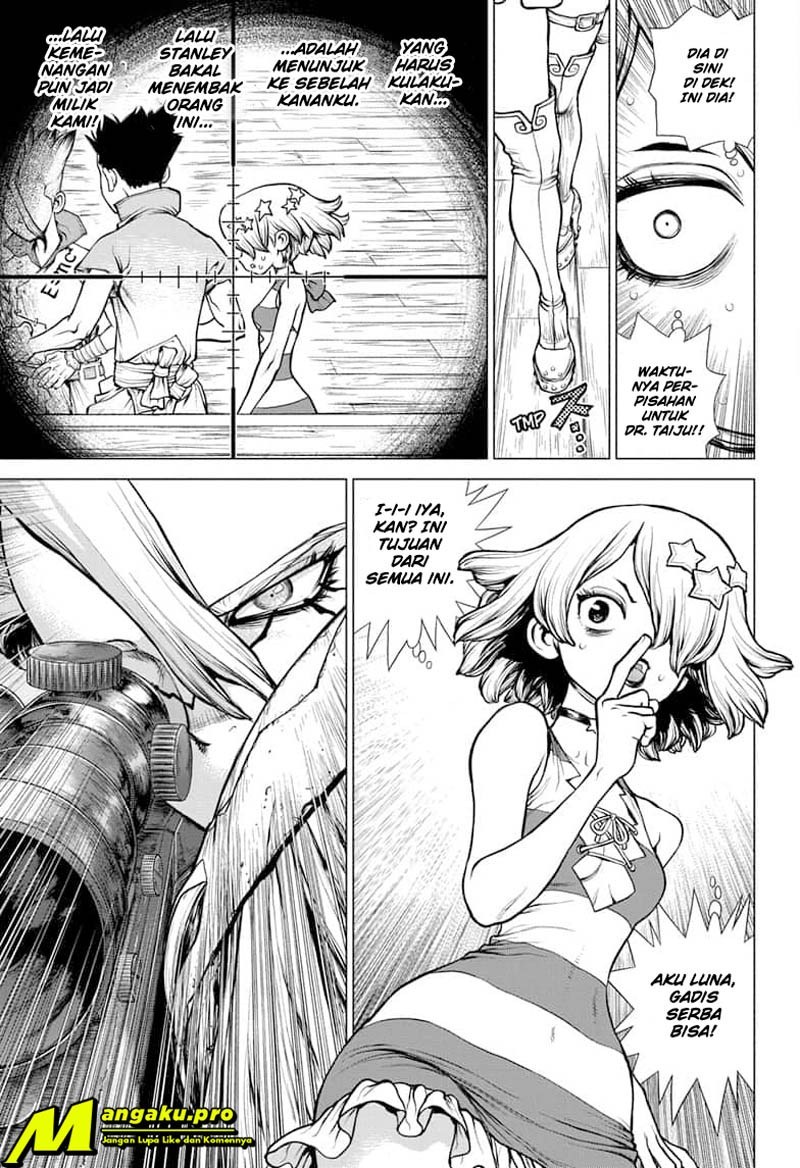 DIA DI
SINI
DI DEK!
INI DIA!
WAKTU-
NYA PER-
PISAHAN
UNTUK
DR. TAIJU!!
TMP
YANG
HARUS
KULAKU-
KAN...
...ADALAH
MENUNJUK
KE SEBELAH
KANANKU.
LALU
STANLEY
BAKAL
MENEMBAK
ORANG
INI...
...LALU
KEME-
NANGAN
PUN JADI
MILIK
KAMI!
I-I-I IYA,
KAN? INI
TUJUAN
DARI
SEMUA INI.
AKU LUNA,
GADIS
SERBA
BISA!
Mangaku.pro
Jangan Lupa Like dan Komennya